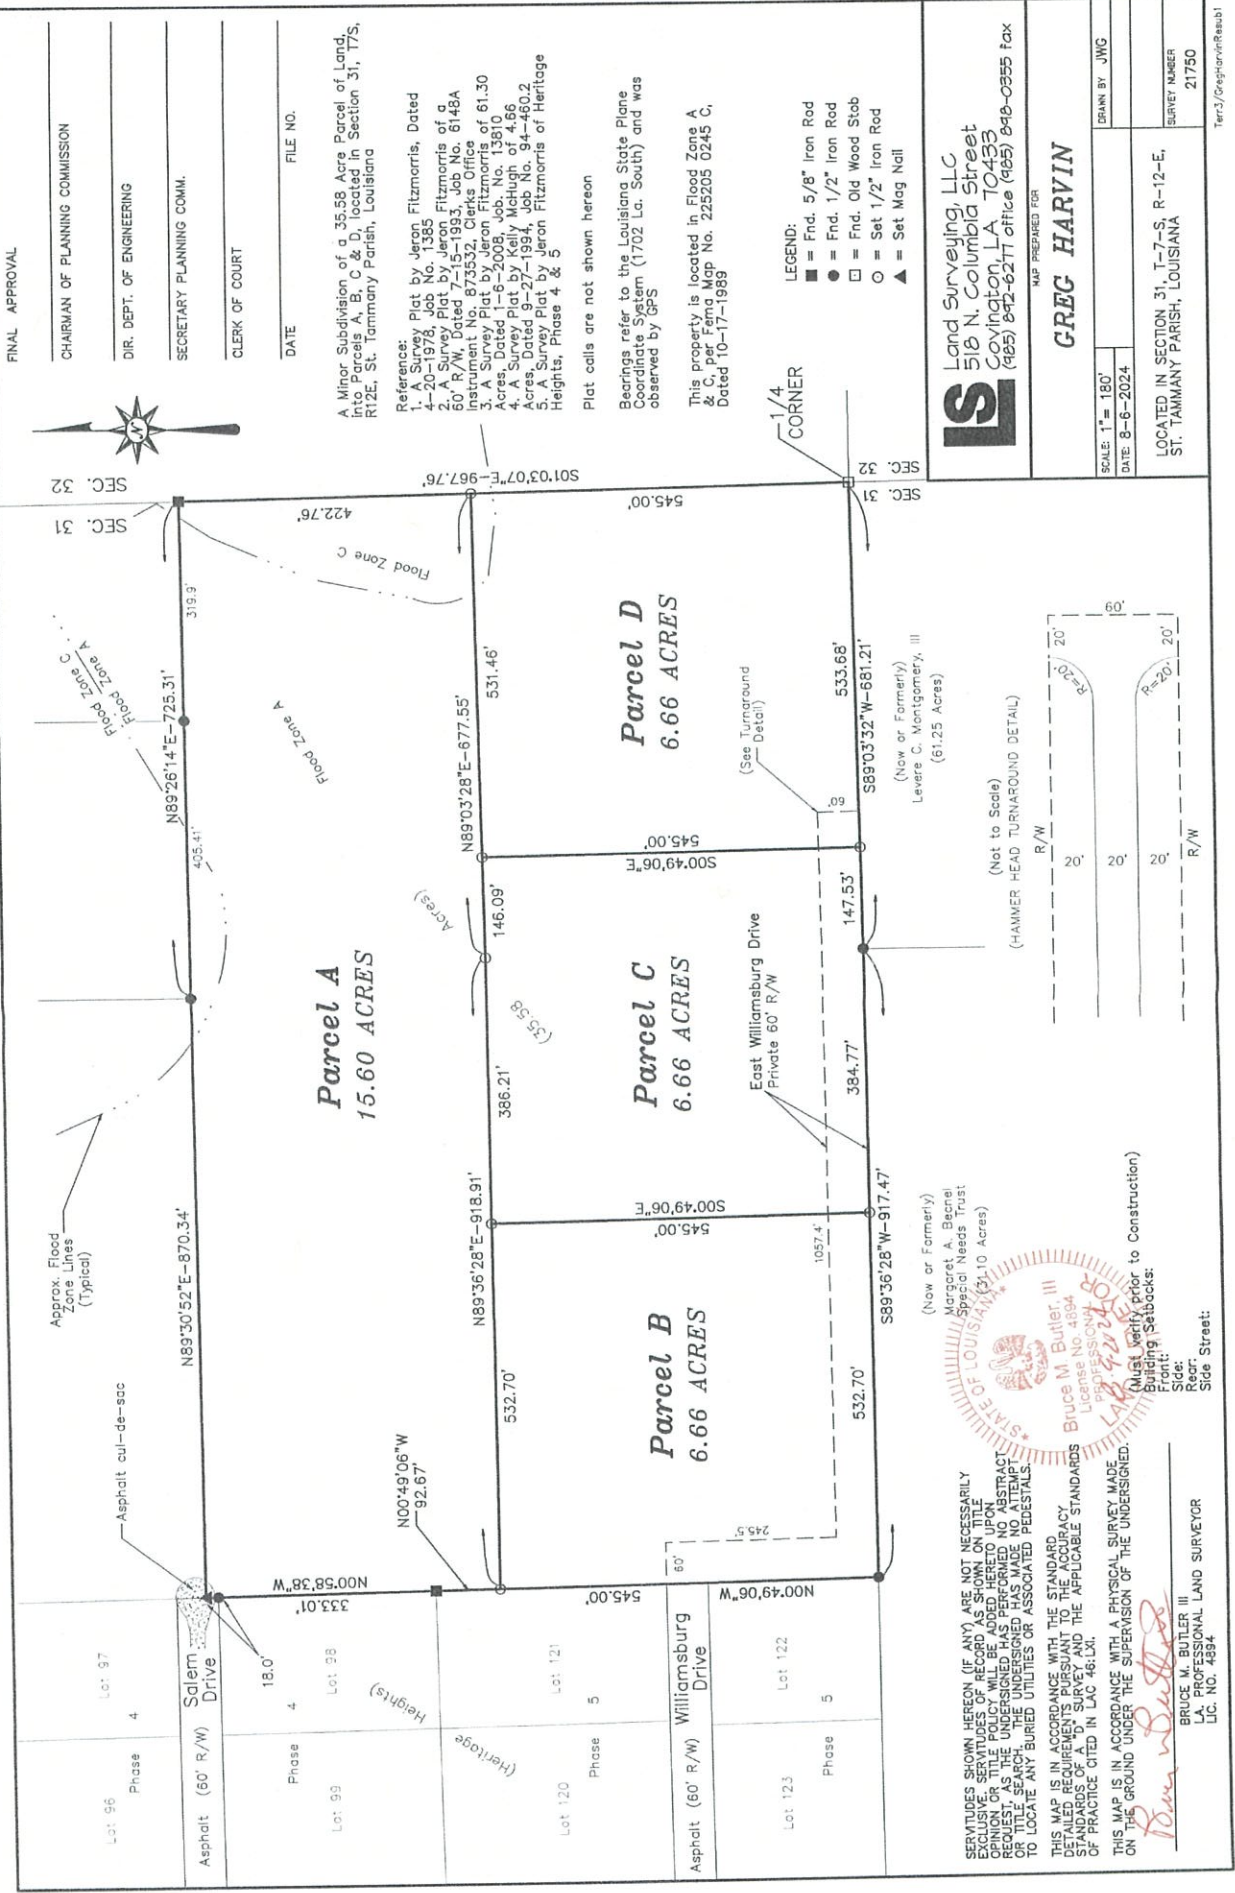 FINAL APPROVAL
CHAIRMAN OF PLANNING COMMISSION
DIR. DEPT. OF ENGINEERING
SECRETARY PLANNING COMM.
CLERK OF COURT
DATE FILE NO.
A Minor Subdivision of a 35.58 Acre Parcel of Land,
into Parcels A, B, C & D, located in Section 31, T7S,
R12E, St. Tammany Parish, Louisiana
Reference:
1. A Survey Plat by Jeron Fitzmorris, Dated
4-20-1978, Job No. 1385
2. A Survey Plat by Jeron Fitzmorris of a
60' R/W, Dated 7-15-1993, Job No. 6148A
Instrument No. 873532, Clerks Office
3. A Survey Plat by Jeron Fitzmorris of 61.30
Acres, Dated 1-6-2008, Job. No. 13810
4. A Survey Plat by Kelly McHugh of 4.66
Acres, Dated 9-27-1994, Job No. 94-460.2
5. A Survey Plat by Jeron Fitzmorris of Heritage
Heights, Phase 4 & 5
Plat calls are not shown hereon
Bearings refer to the Louisiana State Plane
Coordinate System (1702 La. South) and was
observed by GPS
This property is located in Flood Zone A
& C, per Fema Map No. 225205 0245 C,
Dated 10-17-1989
LEGEND:
■ = Fnd. 5/8" Iron Rod
● = Fnd. 1/2" Iron Rod
⊡ = Fnd. Old Wood Stob
○ = Set 1/2" Iron Rod
▲ = Set Mag Nail
LS
Land Surveying, LLC
518 N. Columbia Street
Covington, LA 70433
(985) 892-6277 office (985) 898-0355 fax
MAP PREPARED FOR
GREG HARVIN
SCALE: 1" = 180'
DATE: 8-6-2024
DRAWN BY JWG
LOCATED IN SECTION 31, T-7-S, R-12-E,
ST. TAMMANY PARISH, LOUISIANA
SURVEY NUMBER
21750
Terr3/GregHarvinResub1
N
SEC. 31
SEC. 32
Flood Zone C
Flood Zone A
N89°26'14"E-725.31'
319.9'
405.41'
422.76'
S01°03'07"E-967.76'
Flood Zone C
Flood Zone A
Approx. Flood
Zone Lines
(Typical)
N89°30'52"E-870.34'
Asphalt cul-de-sac
Parcel A
15.60 ACRES
(35.58
Acres)
N89°03'28"E-677.55'
531.46'
146.09'
386.21'
N89°36'28"E-918.91'
532.70'
N00°49'06"W
92.67'
N00°58'38"W
333.01'
18.0'
Lot 96
Lot 97
Phase 4
Asphalt (60' R/W)
Salem
Drive
Phase 4
Lot 99
Lot 98
(Heritage
Heights)
Lot 120
Lot 121
Phase 5
Asphalt (60' R/W)
Williamsburg
Drive
Lot 123
Lot 122
Phase 5
545.00'
N00°49'06"W
60'
245.5'
Parcel B
6.66 ACRES
545.00'
S00°49'06"E
Parcel C
6.66 ACRES
545.00'
S00°49'06"E
Parcel D
6.66 ACRES
545.00'
1/4
CORNER
SEC. 31
SEC. 32
(See Turnaround
Detail)
60'
East Williamsburg Drive
Private 60' R/W
1057.4'
533.68'
S89°03'32"W-681.21'
147.53'
384.77'
S89°36'28"W-917.47'
532.70'
(Now or Formerly)
Levere C. Montgomery, III
(61.25 Acres)
(Now or Formerly)
Margaret A. Becnel
Special Needs Trust
(31.10 Acres)
(Not to Scale)
(HAMMER HEAD TURNAROUND DETAIL)
R/W
20'
20'
20'
R/W
R=20'
20'
60'
R=20'
20'
(Must verify prior to Construction)
Building Setbacks:
Front:
Side:
Rear:
Side Street:
STATE OF LOUISIANA
Bruce M. Butler, III
License No. 4894
PROFESSIONAL
LAND SURVEYOR
SERVITUDES SHOWN HEREON (IF ANY) ARE NOT NECESSARILY
EXCLUSIVE. SERVITUDES OF RECORD AS SHOWN ON TITLE
OPINION OR TITLE POLICY WILL BE ADDED HERETO UPON
REQUEST, AS THE UNDERSIGNED HAS PERFORMED NO ABSTRACT
OR TITLE SEARCH. THE UNDERSIGNED HAS MADE NO ATTEMPT
TO LOCATE ANY BURIED UTILITIES OR ASSOCIATED PEDESTALS.
THIS MAP IS IN ACCORDANCE WITH THE STANDARD
DETAILED REQUIREMENTS PURSUANT TO THE ACCURACY
STANDARDS OF A "D" SURVEY AND THE APPLICABLE STANDARDS
OF PRACTICE CITED IN LAC 46:LXI.
THIS MAP IS IN ACCORDANCE WITH A PHYSICAL SURVEY MADE
ON THE GROUND UNDER THE SUPERVISION OF THE UNDERSIGNED.
BRUCE M. BUTLER III
LA. PROFESSIONAL LAND SURVEYOR
LIC. NO. 4894